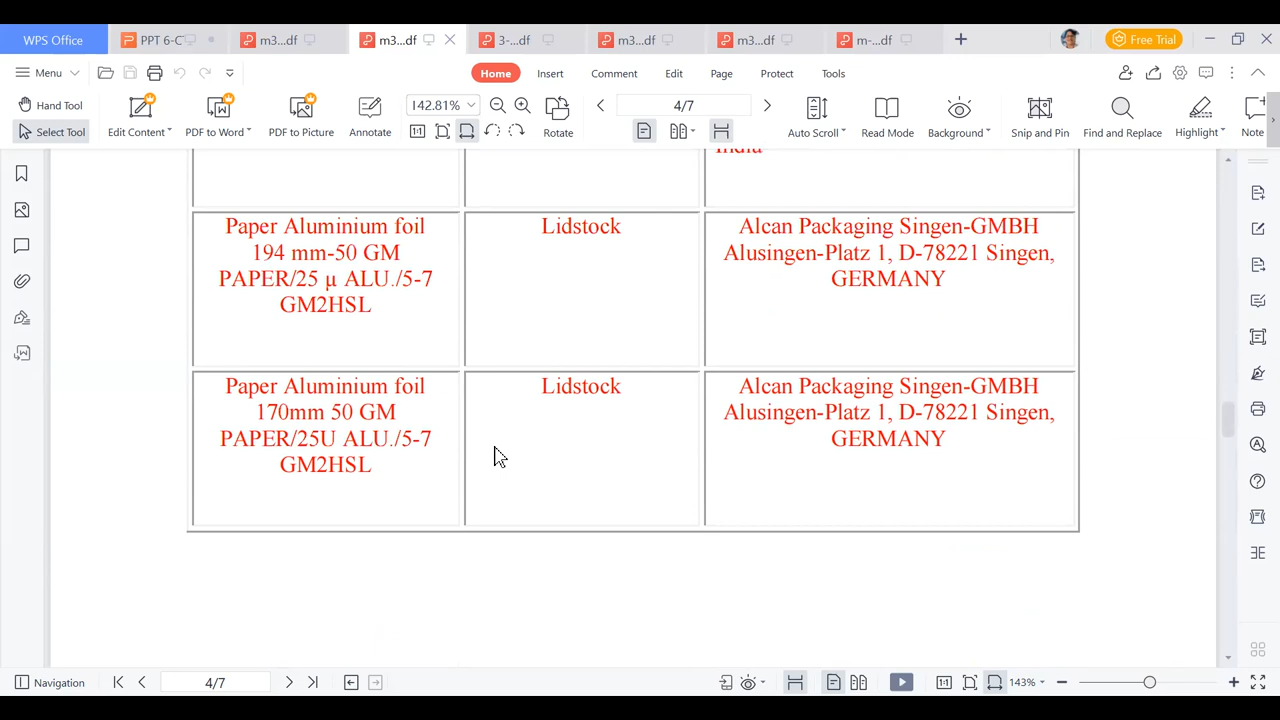 WPS Office
PPT 6-C
m3...df
m3...df
3-...df
m3...df
m3...df
m-...df
Free Trial
Menu
Home
Insert
Comment
Edit
Page
Protect
Tools
Hand Tool
Select Tool
Edit Content
PDF to Word
PDF to Picture
Annotate
142.81%
4/7
Rotate
Auto Scroll
Read Mode
Background
Snip and Pin
Find and Replace
Highlight
Note
India
Paper Aluminium foil
194 mm-50 GM
PAPER/25 µ ALU./5-7
GM2HSL
Lidstock
Alcan Packaging Singen-GMBH
Alusingen-Platz 1, D-78221 Singen,
GERMANY
Paper Aluminium foil
170mm 50 GM
PAPER/25U ALU./5-7
GM2HSL
Lidstock
Alcan Packaging Singen-GMBH
Alusingen-Platz 1, D-78221 Singen,
GERMANY
Navigation
4/7
1:1
143%